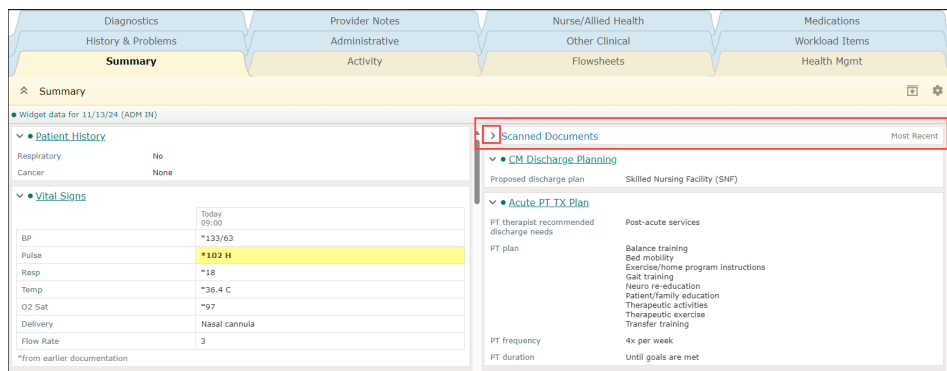 Diagnostics Provider Notes Nurse/Allied Health Medications
History & Problems Administrative Other Clinical Workload Items
Summary Activity Flowsheets Health Mgmt
Summary
Widget data for 11/13/24 (ADM IN)
Patient History
Respiratory No
Cancer None
Vital Signs
Today
09:00
BP *133/63
Pulse *102 H
Resp *18
Temp *36.4 C
O2 Sat *97
Delivery Nasal cannula
Flow Rate 3
*from earlier documentation
Scanned Documents Most Recent
CM Discharge Planning
Proposed discharge plan Skilled Nursing Facility (SNF)
Acute PT TX Plan
PT therapist recommended Post-acute services
discharge needs
PT plan Balance training
Bed mobility
Exercise/home program instructions
Gait training
Neuro re-education
Patient/family education
Therapeutic activities
Therapeutic exercise
Transfer training
PT frequency 4x per week
PT duration Until goals are met